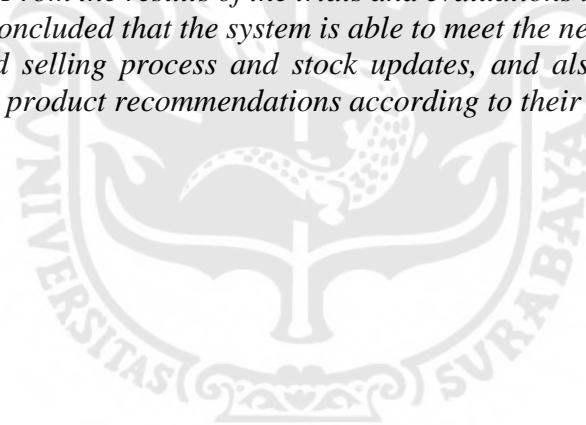 From the results of the trials and evaluations
oncluded that the system is able to meet the ne
d selling process and stock updates, and als
product recommendations according to their
UNIVERSITAS SURABAYA